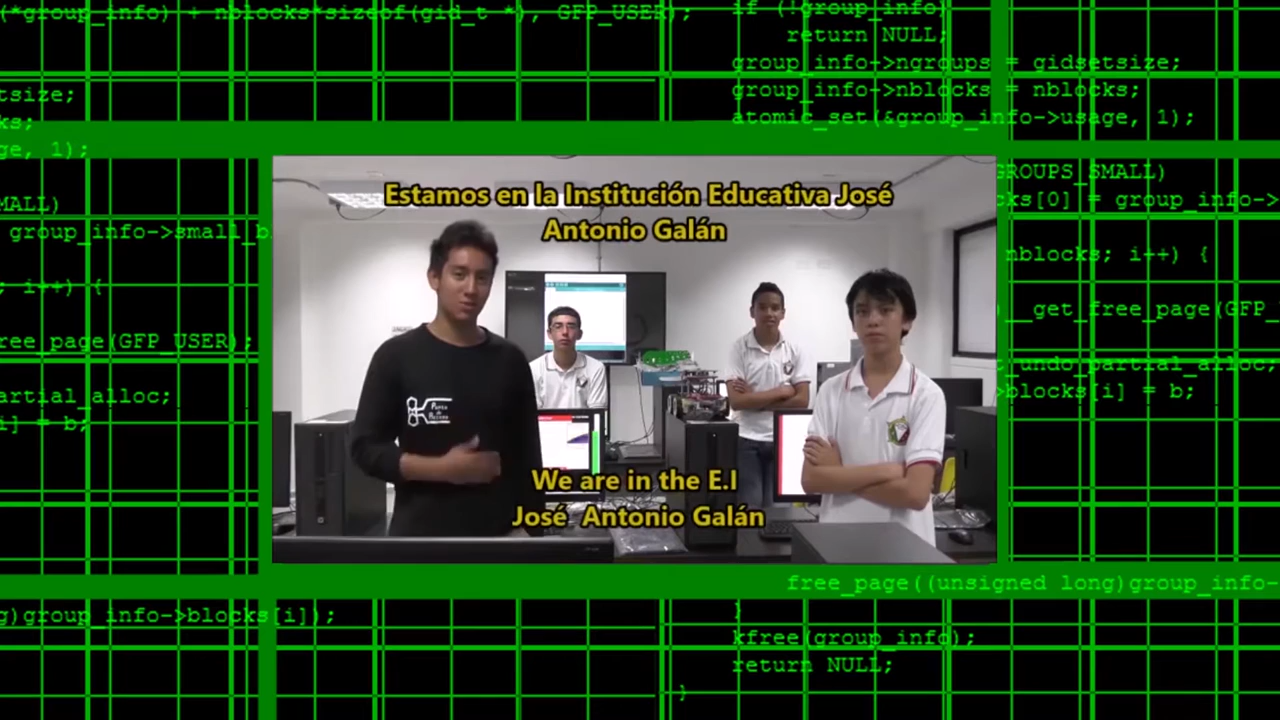 (*group_info) + nblocks*sizeof(gid_t *), GFP_USER);
if (!group_info)
return NULL;
group_info->ngroups = gidsetsize;
group_info->nblocks = nblocks;
atomic_set(&group_info->usage, 1);
tsize;
ks;
ge, 1);
MALL)
group_info->small_b
; i++) {
ree_page(GFP_USER);
artial_alloc;
i] = b;
GROUPS_SMALL)
cks[0] = group_info->
nblocks; i++) {
)__get_free_page(GFP_
t_undo_partial_alloc;
>blocks[i] = b;
Estamos en la Institución Educativa José
Antonio Galán
We are in the E.I
José Antonio Galán
free_page((unsigned long)group_info-
g)group_info->blocks[i]);
}
kfree(group_info);
return NULL;
}